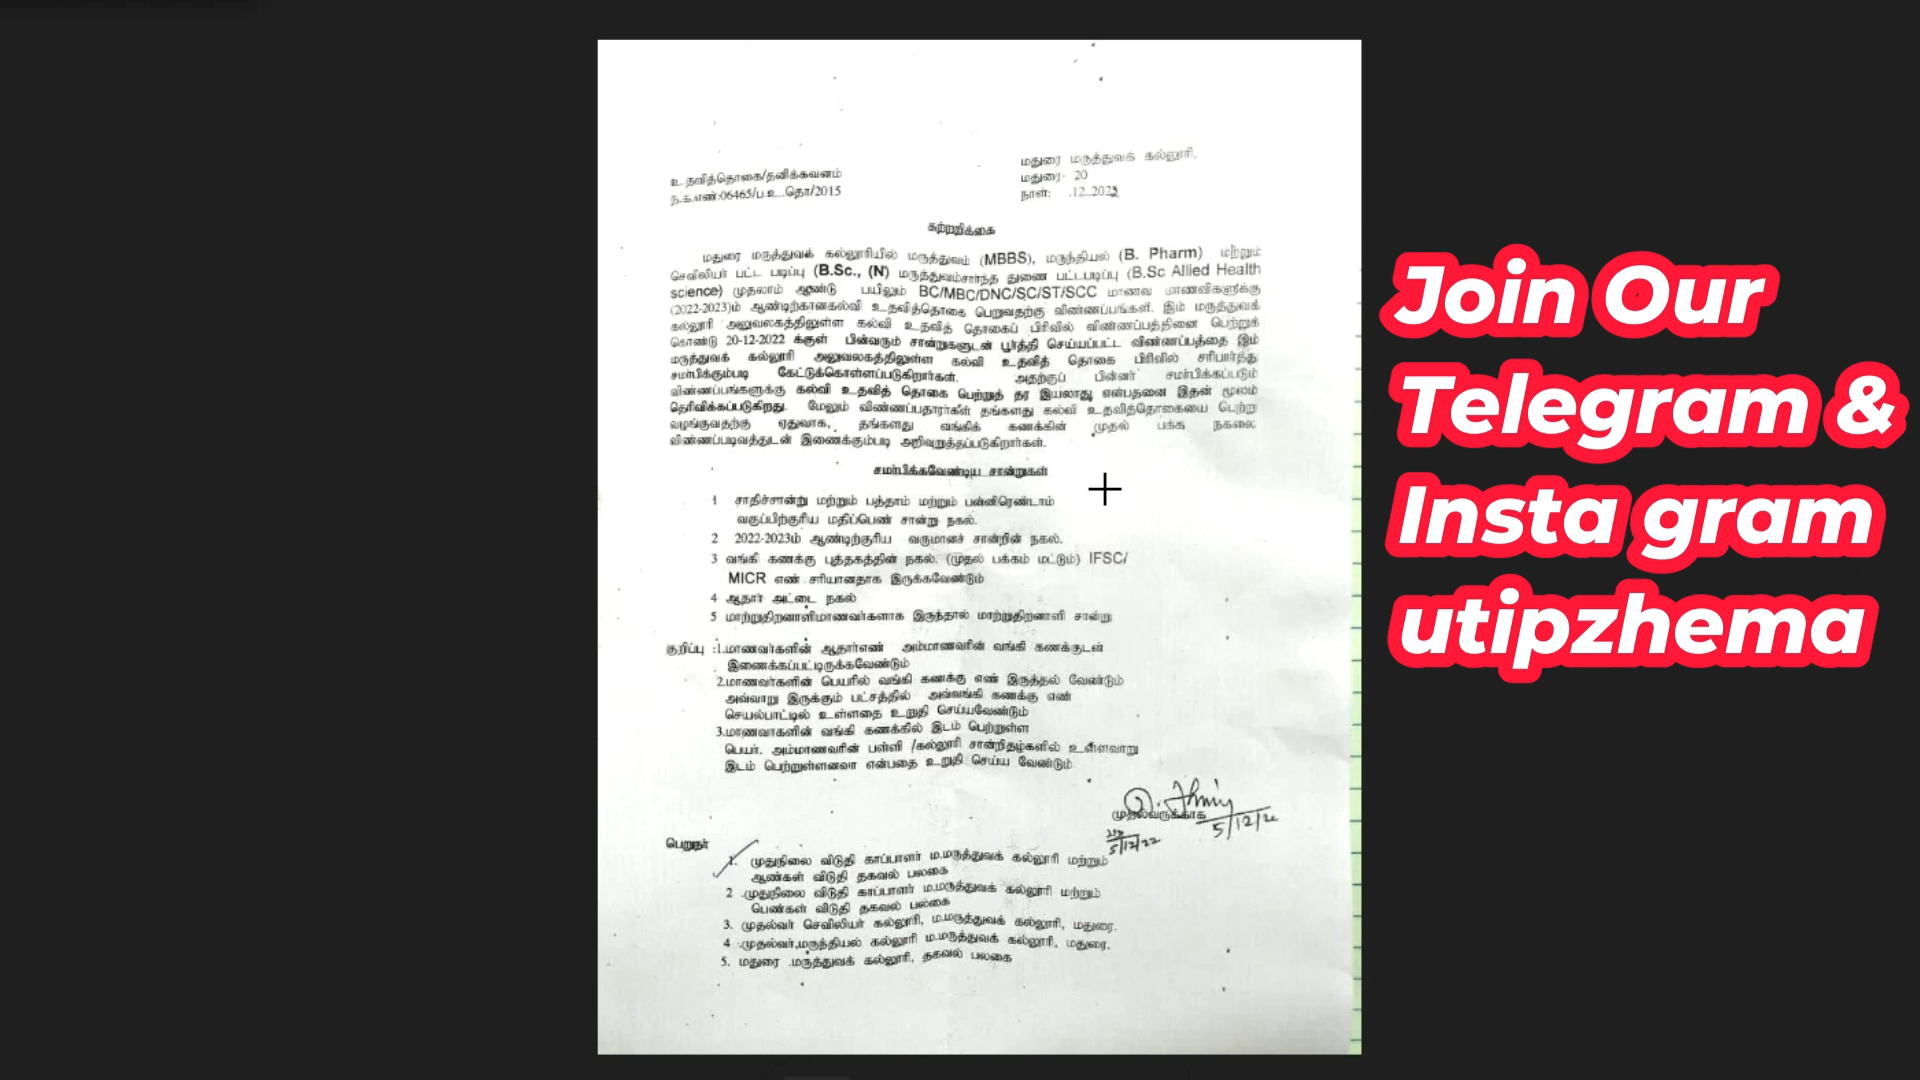 மதுரை மருத்துவக் கல்லூரி,
உதவித்தொகை/தனிக்கவனம்
மதுரை- 20
ந.க.எண்:06465/ப.உ.தொ/2015
நாள்: .12..2022
சுற்றறிக்கை
மதுரை மருத்துவக் கல்லூரியில் மருத்துவம் (MBBS), மருந்தியல் (B. Pharm) மற்றும்
செவிலியர் பட்ட படிப்பு (B.Sc., (N) மருத்துவம்சார்ந்த துணை பட்டபடிப்பு (B.Sc Allied Health
science) முதலாம் ஆண்டு பயிலும் BC/MBC/DNC/SC/ST/SCC மாணவ மாணவிகளுக்கு
(2022-2023)ம் ஆண்டிற்கானகல்வி உதவித்தொகை பெறுவதற்கு விண்ணப்பங்கள். இம் மருத்துவக்
கல்லூரி அலுவலகத்திலுள்ள கல்வி உதவித் தொகைப் பிரிவில் விண்ணப்பத்தினை பெற்றுக்
கொண்டு 20-12-2022 க்குள் பின்வரும் சான்றுகளுடன் பூர்த்தி செய்யப்பட்ட விண்ணப்பத்தை இம்
மருத்துவக் கல்லூரி அலுவலகத்திலுள்ள கல்வி உதவித் தொகை பிரிவில் சரிபார்த்து
சமர்பிக்கும்படி கேட்டுக்கொள்ளப்படுகிறார்கள். அதற்குப் பின்னர் சமர்பிக்கப்படும்
விண்ணப்பங்களுக்கு கல்வி உதவித் தொகை பெற்றுத் தர இயலாது என்பதனை இதன் மூலம்
தெரிவிக்கப்படுகிறது. மேலும் விண்ணப்பதாரர்கள் தங்களது கல்வி உதவித்தொகையை பெற்று
வழங்குவதற்கு ஏதுவாக, தங்களது வங்கிக் கணக்கின் முதல் பக்க நகலை
விண்ணப்படிவத்துடன் இணைக்கும்படி அறிவுறுத்தப்படுகிறார்கள்.
சமர்பிக்கவேண்டிய சான்றுகள்
1 சாதிச்சான்று மற்றும் பத்தாம் மற்றும் பன்னிரெண்டாம்
வகுப்பிற்குரிய மதிப்பெண் சான்று நகல்.
2 2022-2023ம் ஆண்டிற்குரிய வருமானச் சான்றின் நகல்.
3 வங்கி கணக்கு புத்தகத்தின் நகல். (முதல் பக்கம் மட்டும்) IFSC/
MICR எண் சரியானதாக இருக்கவேண்டும்
4 ஆதார் அட்டை நகல்
5 மாற்றுதிறனாளிமாணவர்களாக இருந்தால் மாற்றுதிறனாளி சான்று
குறிப்பு :1.மாணவர்களின் ஆதார்எண் அம்மாணவரின் வங்கி கணக்குடன்
இணைக்கப்பட்டிருக்கவேண்டும்
2.மாணவர்களின் பெயரில் வங்கி கணக்கு எண் இருத்தல் வேண்டும்
அவ்வாறு இருக்கும் பட்சத்தில் அவ்வங்கி கணக்கு எண்
செயல்பாட்டில் உள்ளதை உறுதி செய்யவேண்டும்
3.மாணவர்களின் வங்கி கணக்கில் இடம் பெற்றுள்ள
பெயர். அம்மாணவரின் பள்ளி /கல்லூரி சான்றிதழ்களில் உள்ளவாறு
இடம் பெற்றுள்ளனவா என்பதை உறுதி செய்ய வேண்டும்
முதல்வருக்காக
5/12/22
5/12/22
பெறுநர்
1. முதுநிலை விடுதி காப்பாளர் ம.மருத்துவக் கல்லூரி மற்றும்
ஆண்கள் விடுதி தகவல் பலகை
2 .முதுநிலை விடுதி காப்பாளர் ம.மருத்துவக் கல்லூரி மற்றும்
பெண்கள் விடுதி தகவல் பலகை
3. முதல்வர் செவிலியர் கல்லூரி, ம.மருத்துவக் கல்லூரி, மதுரை.
4 .முதல்வர்,மருந்தியல் கல்லூரி ம.மருத்துவக் கல்லூரி, மதுரை.
5. மதுரை .மருத்துவக் கல்லூரி, தகவல் பலகை
Join Our
Telegram &
Insta gram
utipzhema